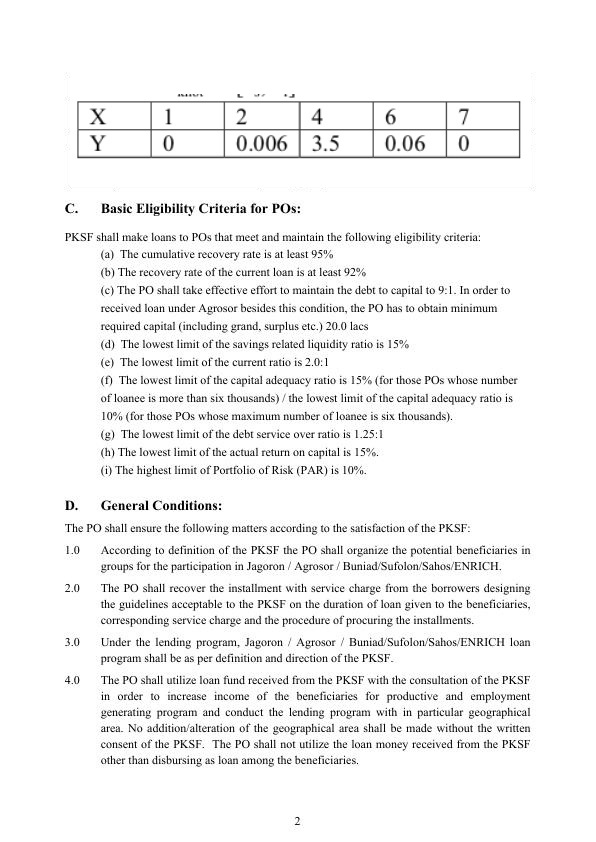 X 1 2 4 6 7
Y 0 0.006 3.5 0.06 0
C. Basic Eligibility Criteria for POs:
PKSF shall make loans to POs that meet and maintain the following eligibility criteria:
(a) The cumulative recovery rate is at least 95%
(b) The recovery rate of the current loan is at least 92%
(c) The PO shall take effective effort to maintain the debt to capital to 9:1. In order to
received loan under Agrosor besides this condition, the PO has to obtain minimum
required capital (including grand, surplus etc.) 20.0 lacs
(d) The lowest limit of the savings related liquidity ratio is 15%
(e) The lowest limit of the current ratio is 2.0:1
(f) The lowest limit of the capital adequacy ratio is 15% (for those POs whose number
of loanee is more than six thousands) / the lowest limit of the capital adequacy ratio is
10% (for those POs whose maximum number of loanee is six thousands).
(g) The lowest limit of the debt service over ratio is 1.25:1
(h) The lowest limit of the actual return on capital is 15%.
(i) The highest limit of Portfolio of Risk (PAR) is 10%.
D. General Conditions:
The PO shall ensure the following matters according to the satisfaction of the PKSF:
1.0 According to definition of the PKSF the PO shall organize the potential beneficiaries in
groups for the participation in Jagoron / Agrosor / Buniad/Sufolon/Sahos/ENRICH.
2.0 The PO shall recover the installment with service charge from the borrowers designing
the guidelines acceptable to the PKSF on the duration of loan given to the beneficiaries,
corresponding service charge and the procedure of procuring the installments.
3.0 Under the lending program, Jagoron / Agrosor / Buniad/Sufolon/Sahos/ENRICH loan
program shall be as per definition and direction of the PKSF.
4.0 The PO shall utilize loan fund received from the PKSF with the consultation of the PKSF
in order to increase income of the beneficiaries for productive and employment
generating program and conduct the lending program with in particular geographical
area. No addition/alteration of the geographical area shall be made without the written
consent of the PKSF. The PO shall not utilize the loan money received from the PKSF
other than disbursing as loan among the beneficiaries.
2